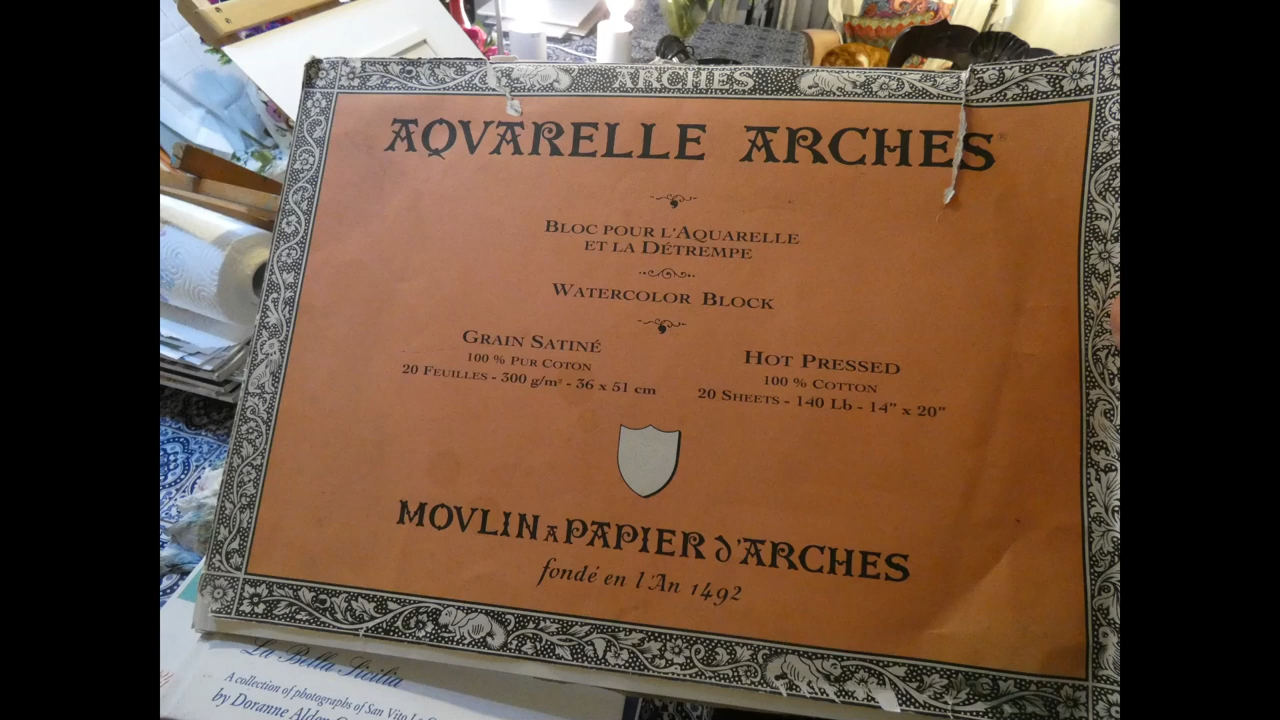 ARCHES
AQVARELLE ARCHES®
BLOC POUR L'AQUARELLE
ET LA DÉTREMPE
WATERCOLOR BLOCK
GRAIN SATINÉ
100 % PUR COTON
20 FEUILLES - 300 g/m² - 36 x 51 cm
HOT PRESSED
100 % COTTON
20 SHEETS - 140 Lb - 14" x 20"
MOVLIN A PAPIER d'ARCHES
fondé en l'An 1492
La Bella Sicilia
A collection of photographs of San Vito
by Doranne Alden